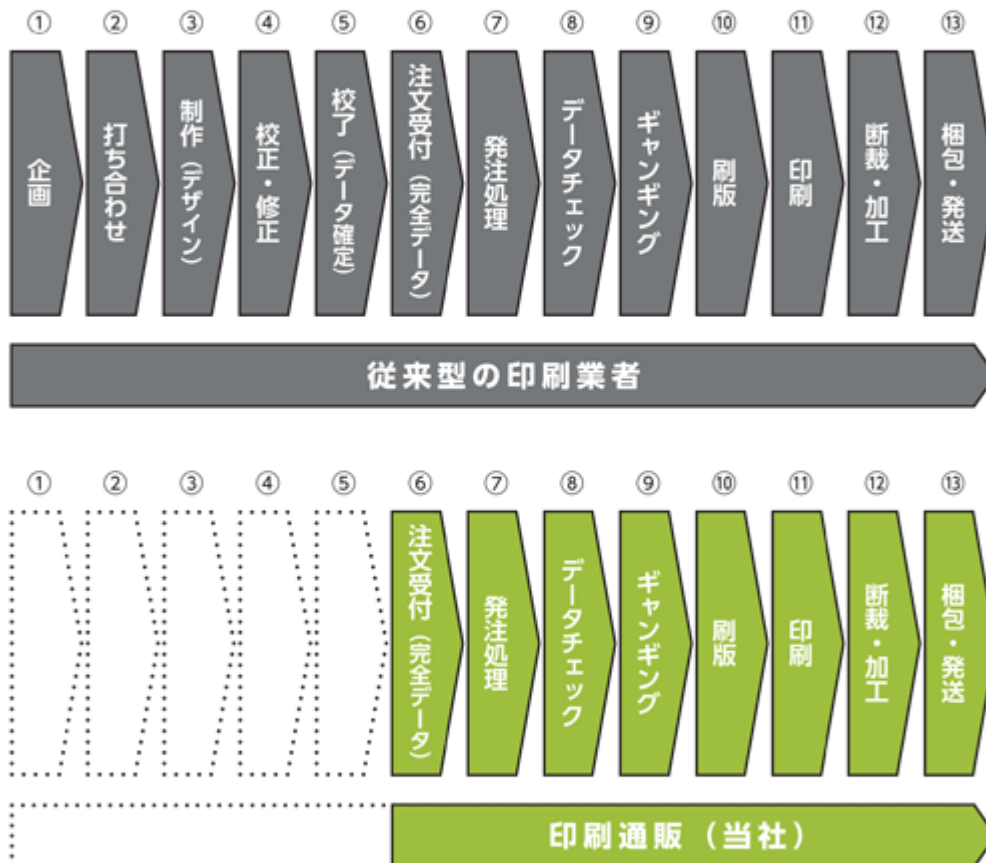 ① ② ③ ④ ⑤ ⑥ ⑦ ⑧ ⑨ ⑩ ⑪ ⑫ ⑬
企画
打ち合わせ
制作（デザイン）
校正・修正
校了（データ確定）
注文受付（完全データ）
発注処理
データチェック
ギャンギング
刷版
印刷
断裁・加工
梱包・発送
従来型の印刷業者
① ② ③ ④ ⑤ ⑥ ⑦ ⑧ ⑨ ⑩ ⑪ ⑫ ⑬
注文受付（完全データ）
発注処理
データチェック
ギャンギング
刷版
印刷
断裁・加工
梱包・発送
印刷通販（当社）